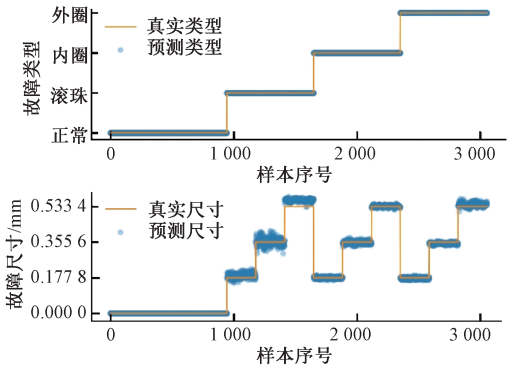 外圈
内圈
滚珠
正常
故障类型
真实类型
预测类型
0
1 000
2 000
3 000
样本序号
0.533 4
0.355 6
0.177 8
0.000 0
故障尺寸/mm
真实尺寸
预测尺寸
0
1 000
2 000
3 000
样本序号